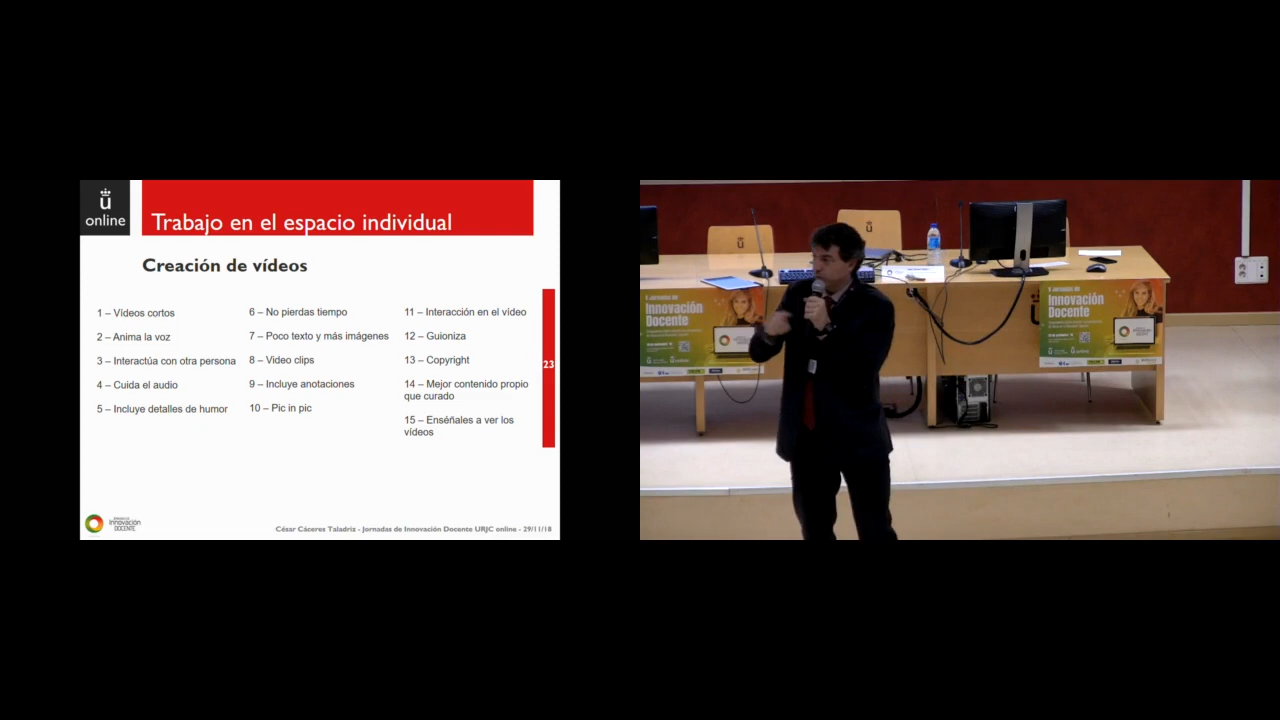 ü
online
Trabajo en el espacio individual
Creación de vídeos
1 – Vídeos cortos
2 – Anima la voz
3 – Interactúa con otra persona
4 – Cuida el audio
5 – Incluye detalles de humor
6 – No pierdas tiempo
7 – Poco texto y más imágenes
8 – Video clips
9 – Incluye anotaciones
10 – Pic in pic
11 – Interacción en el vídeo
12 – Guioniza
13 – Copyright
14 – Mejor contenido propio
que curado
15 – Enséñales a ver los
vídeos
23
Innovación
DOCENTE
César Cáceres Taladriz - Jornadas de Innovación Docente URJC online - 29/11/18
V Jornadas de
Innovación
Docente
V Jornadas de
Innovación
Docente